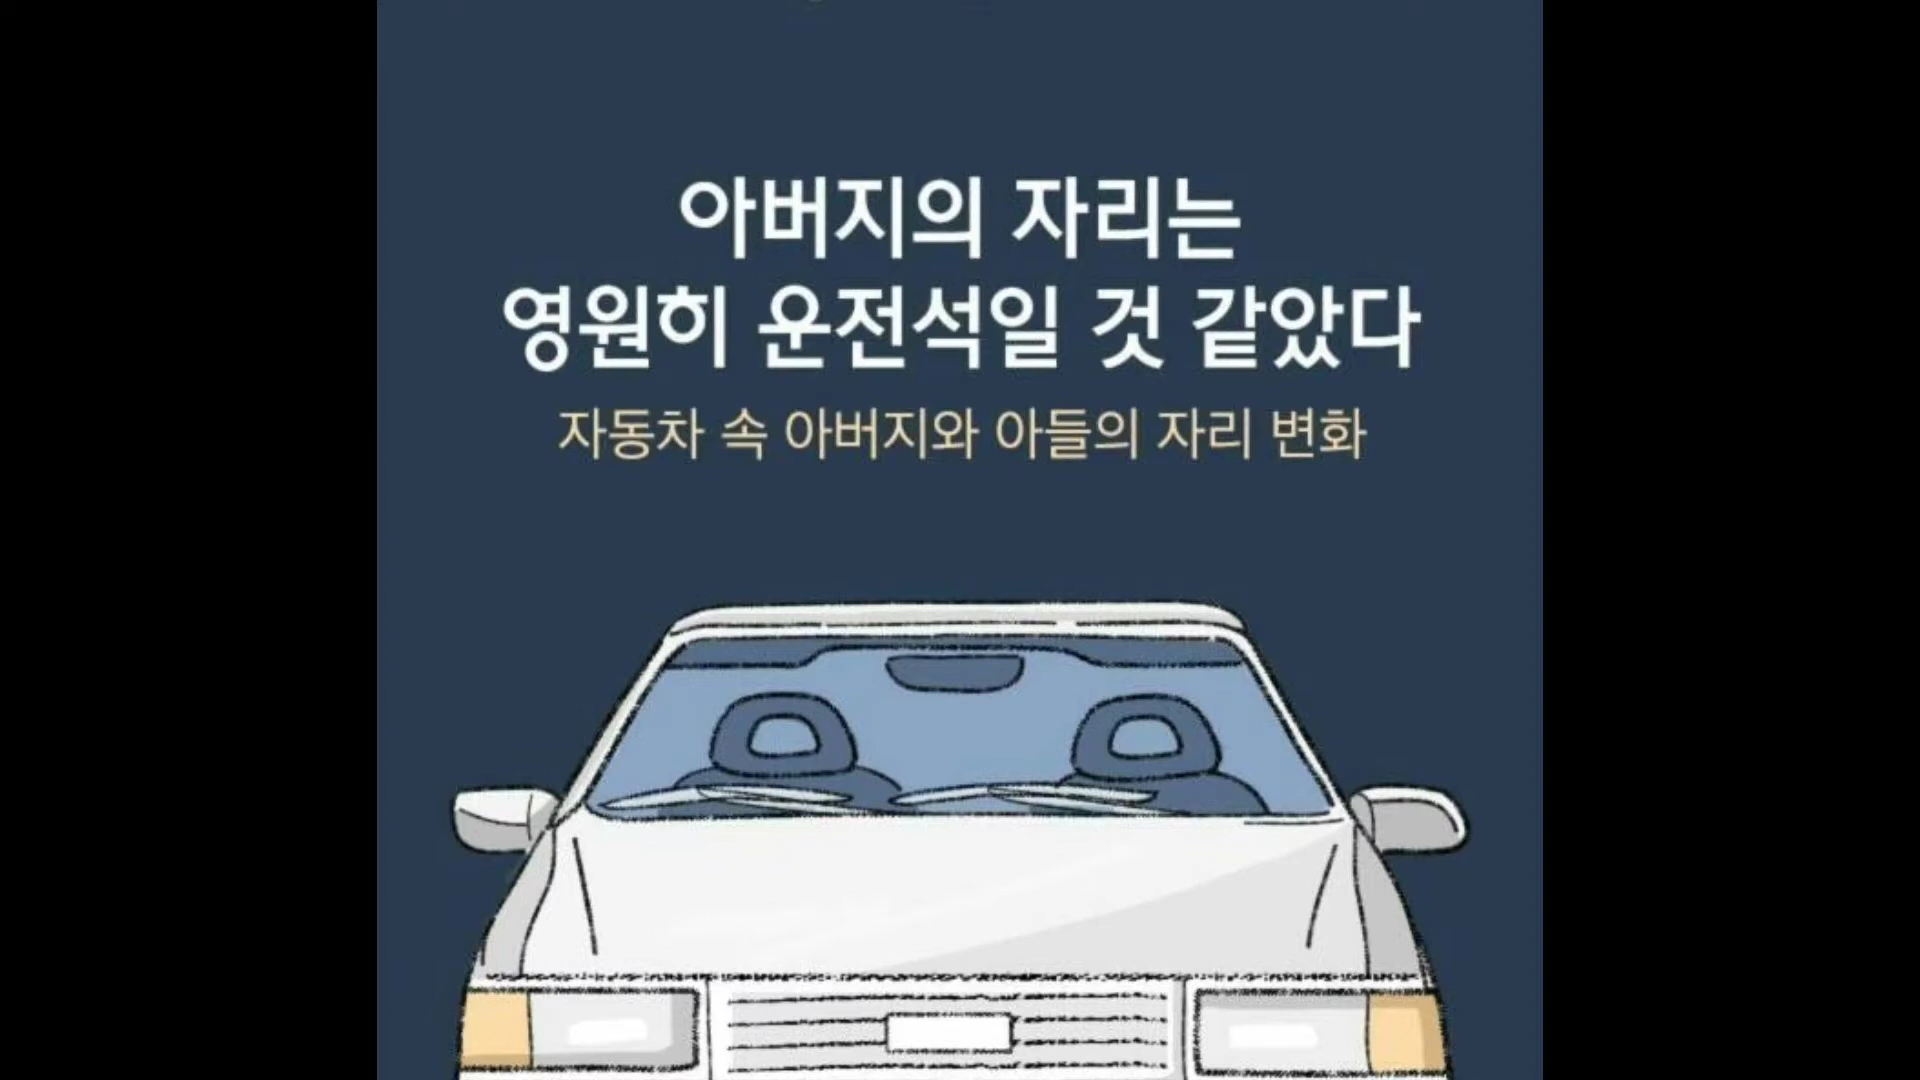 아버지의 자리는
영원히 운전석일 것 같았다
자동차 속 아버지와 아들의 자리 변화